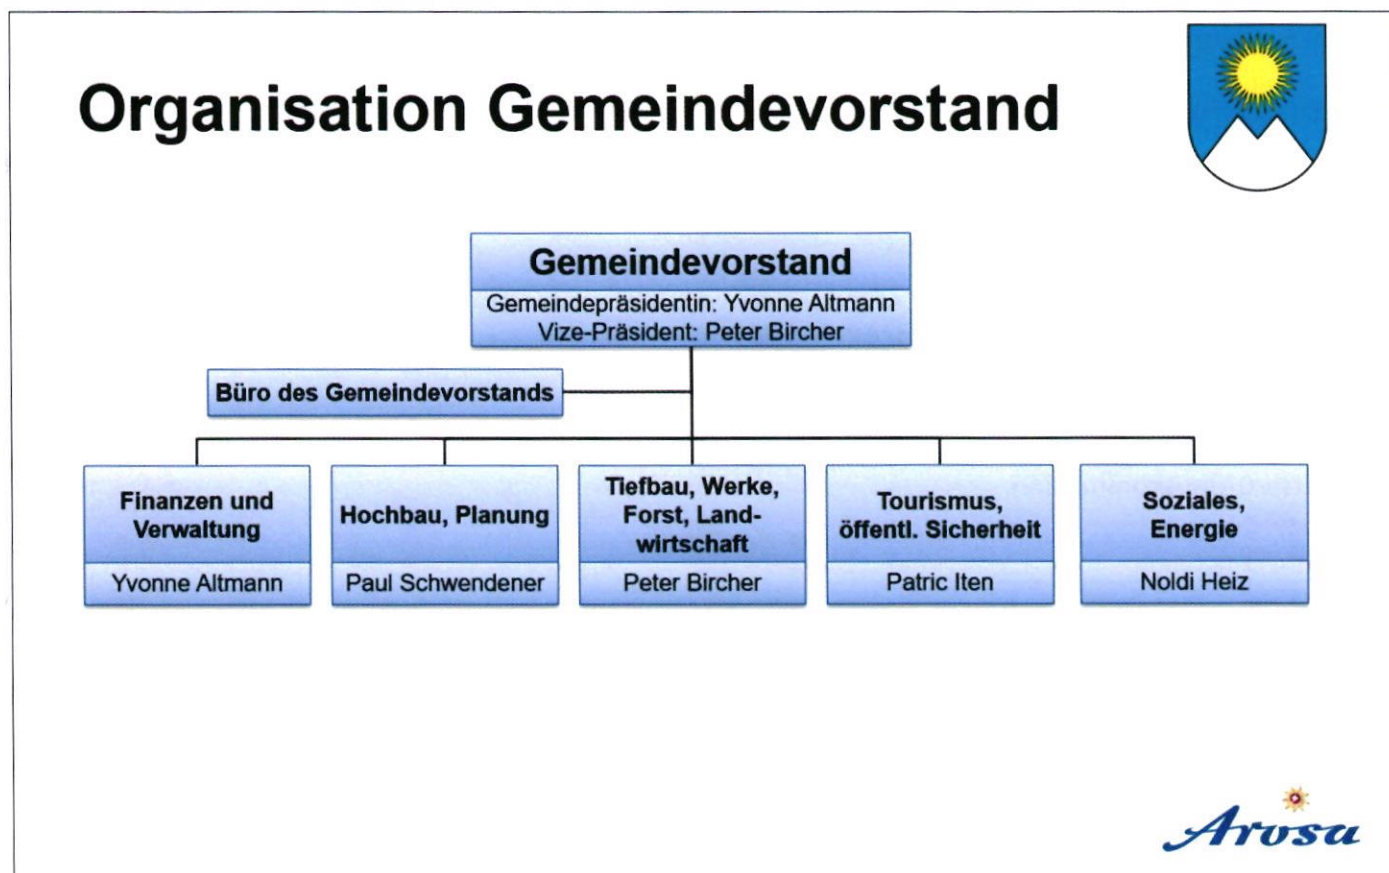 Organisation Gemeindevorstand
Gemeindevorstand
Gemeindepräsidentin: Yvonne Altmann
Vize-Präsident: Peter Bircher
Büro des Gemeindevorstands
Finanzen und
Verwaltung
Yvonne Altmann
Hochbau, Planung
Paul Schwendener
Tiefbau, Werke,
Forst, Land-
wirtschaft
Peter Bircher
Tourismus,
öffentl. Sicherheit
Patric Iten
Soziales,
Energie
Noldi Heiz
Arosa